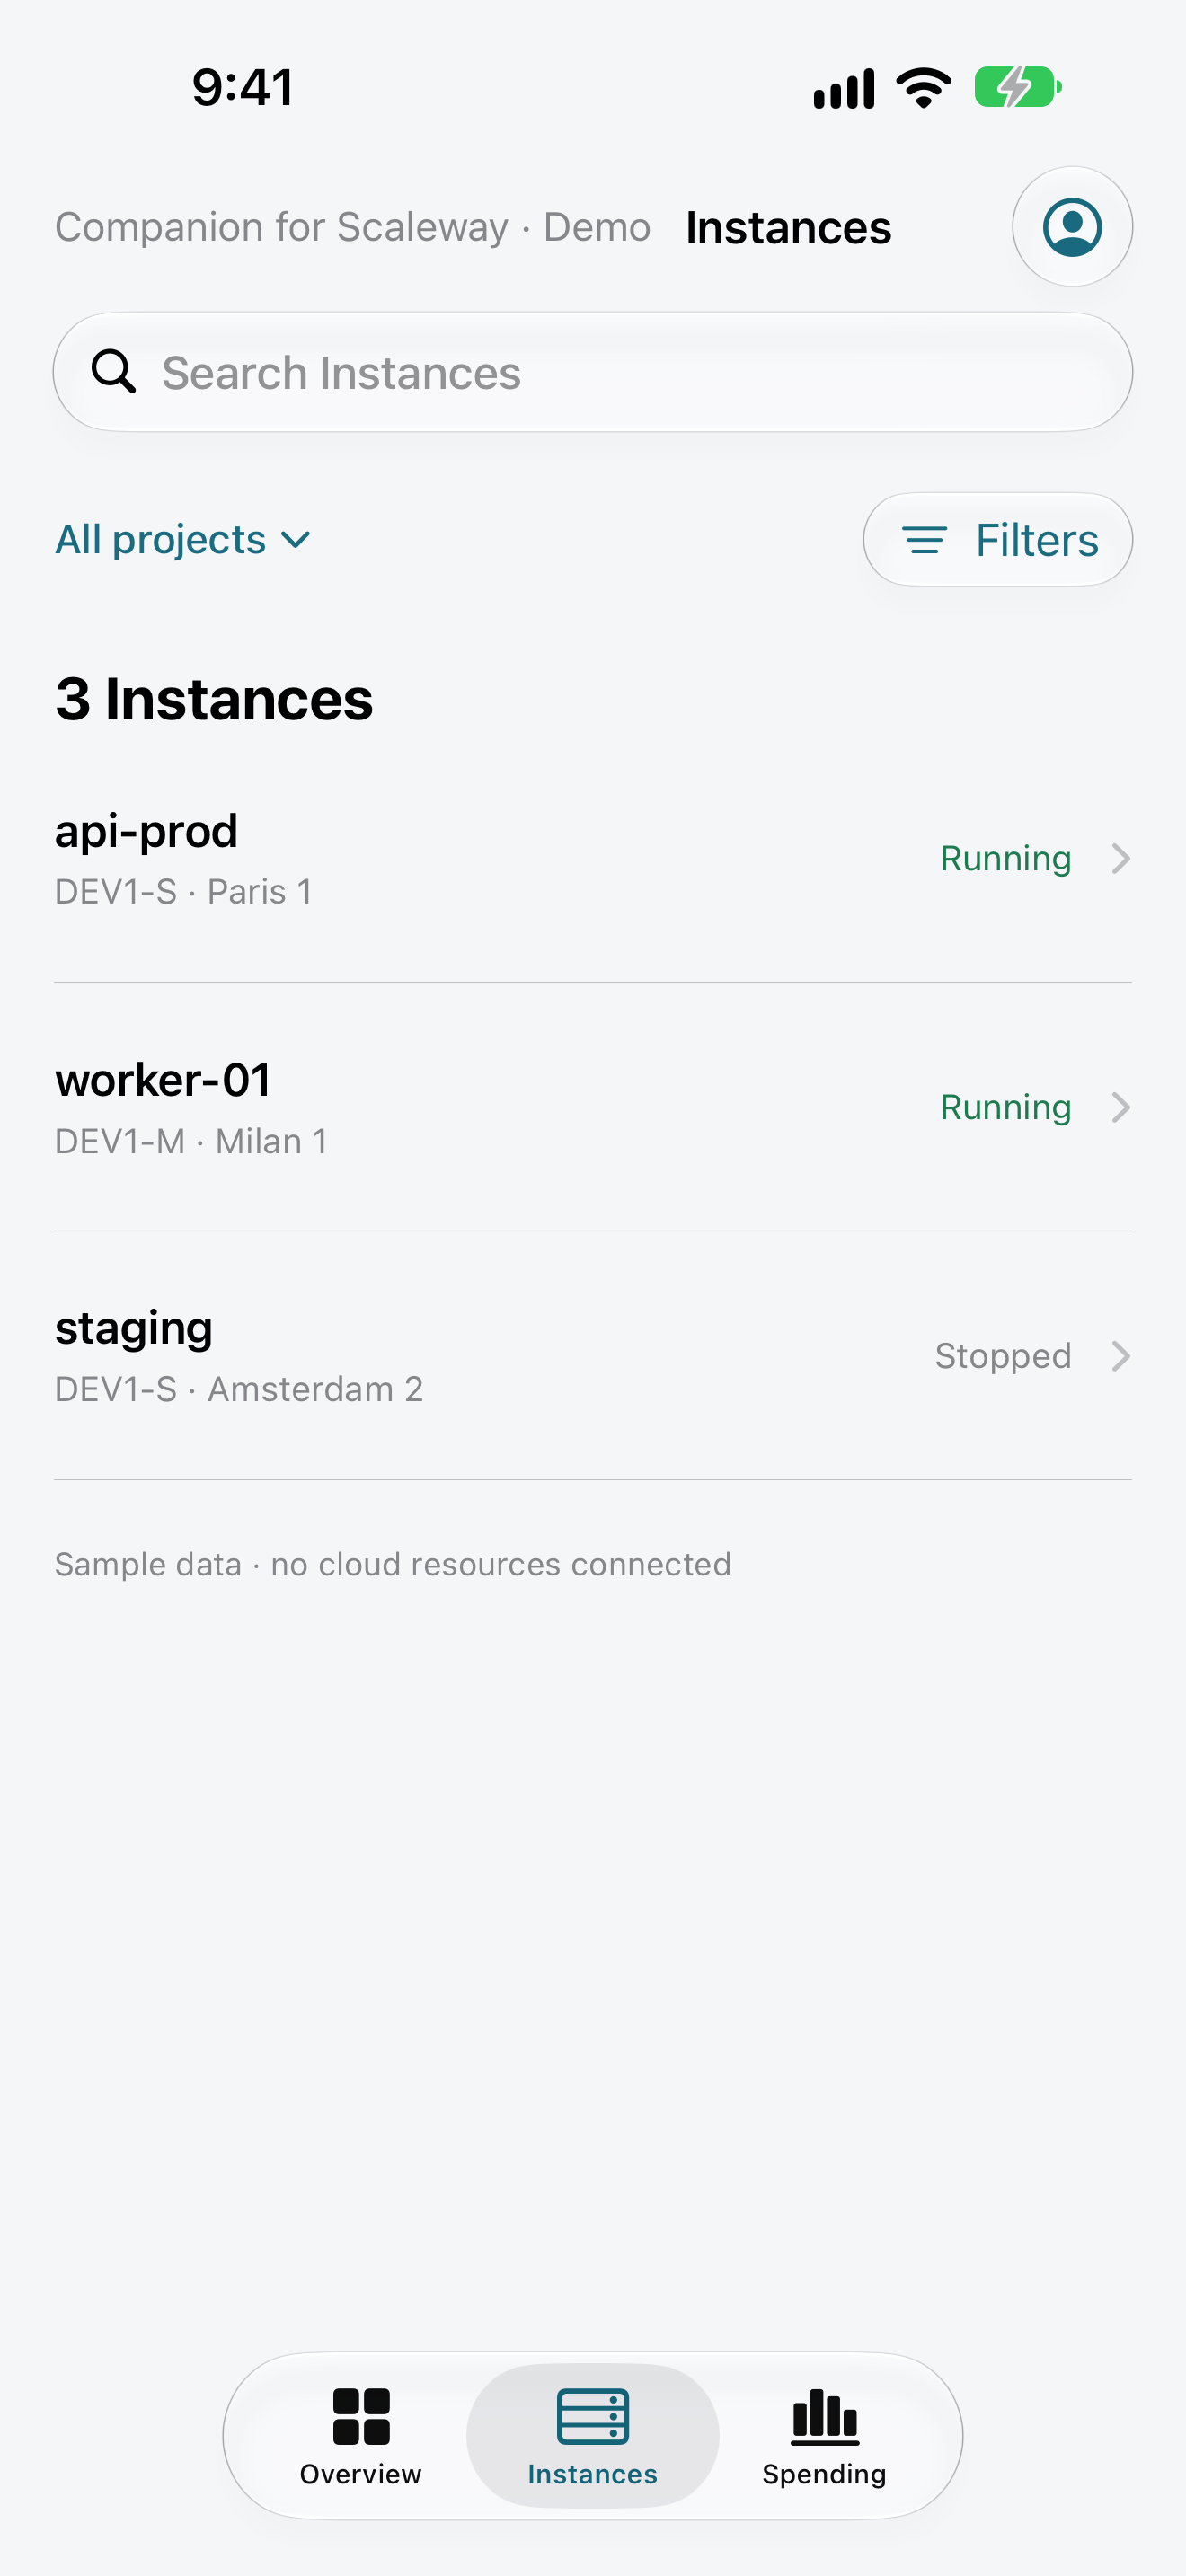 9:41
Companion for Scaleway · Demo Instances
Search Instances
All projects
Filters
3 Instances
api-prod
DEV1-S · Paris 1
Running
worker-01
DEV1-M · Milan 1
Running
staging
DEV1-S · Amsterdam 2
Stopped
Sample data · no cloud resources connected
Overview
Instances
Spending